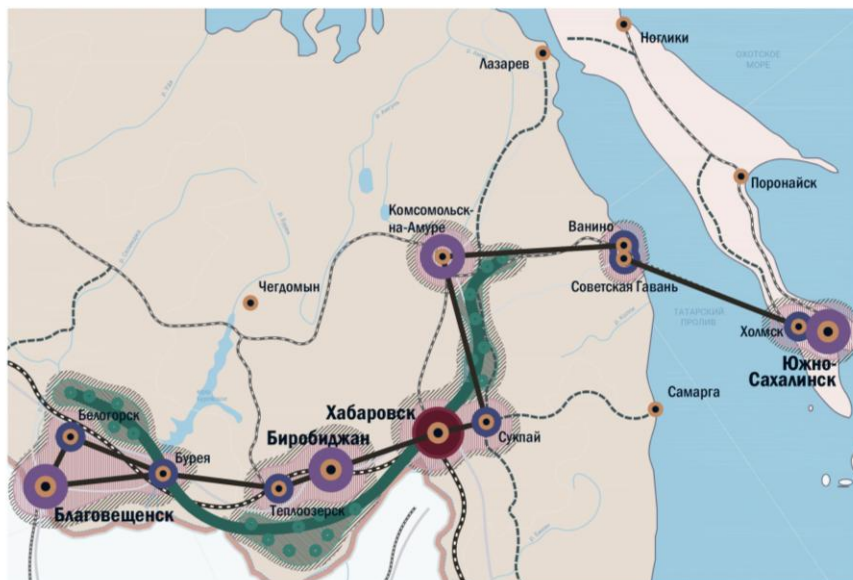 Ноглики
ОХОТСКОЕ
МОРЕ
Лазарев
Поронайск
Комсомольск-
на-Амуре
Ванино
Чегдомын
Советская Гавань
ТАТАРСКИЙ
ПРОЛИВ
Холмск
Южно-
Сахалинск
Хабаровск
Самарга
Белогорск
Биробиджан
Сукпай
Бурея
Теплоозерск
Благовещенск